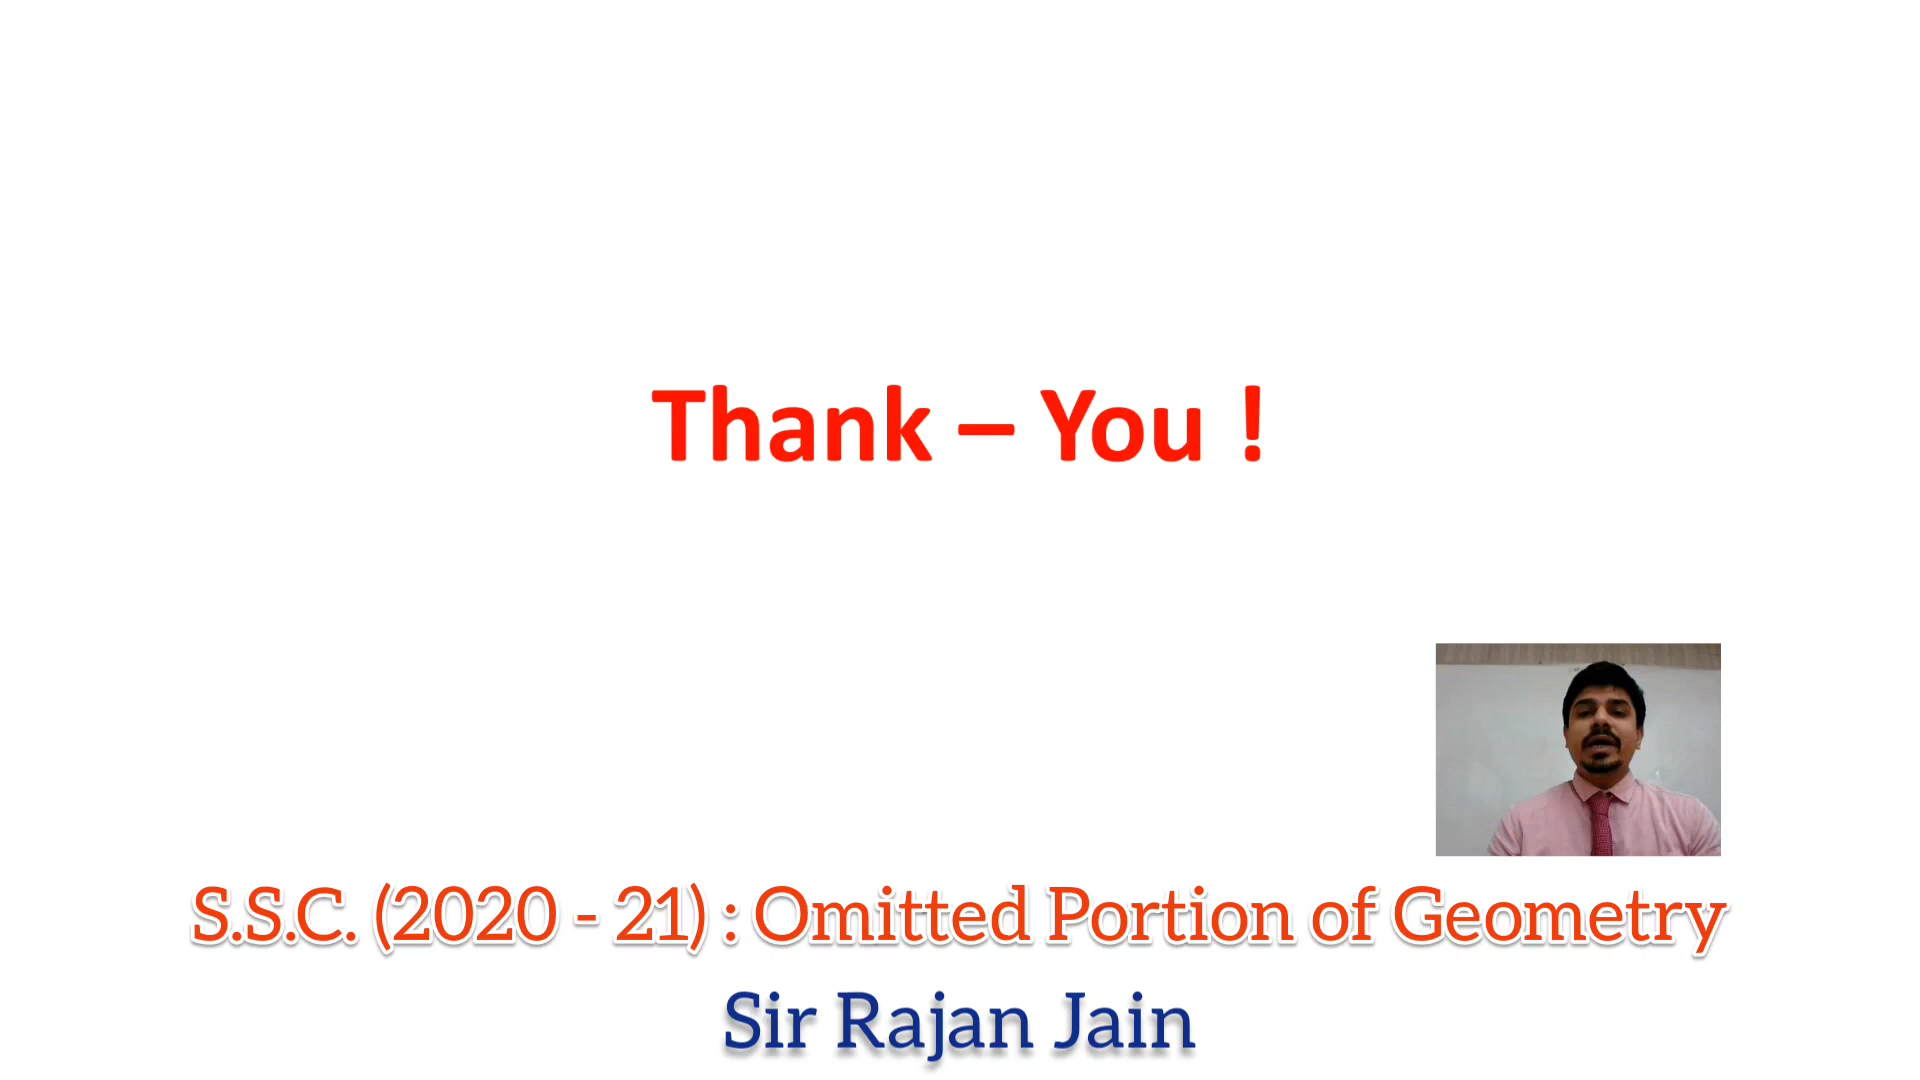 Thank – You !
S.S.C. (2020 - 21) : Omitted Portion of Geometry
Sir Rajan Jain